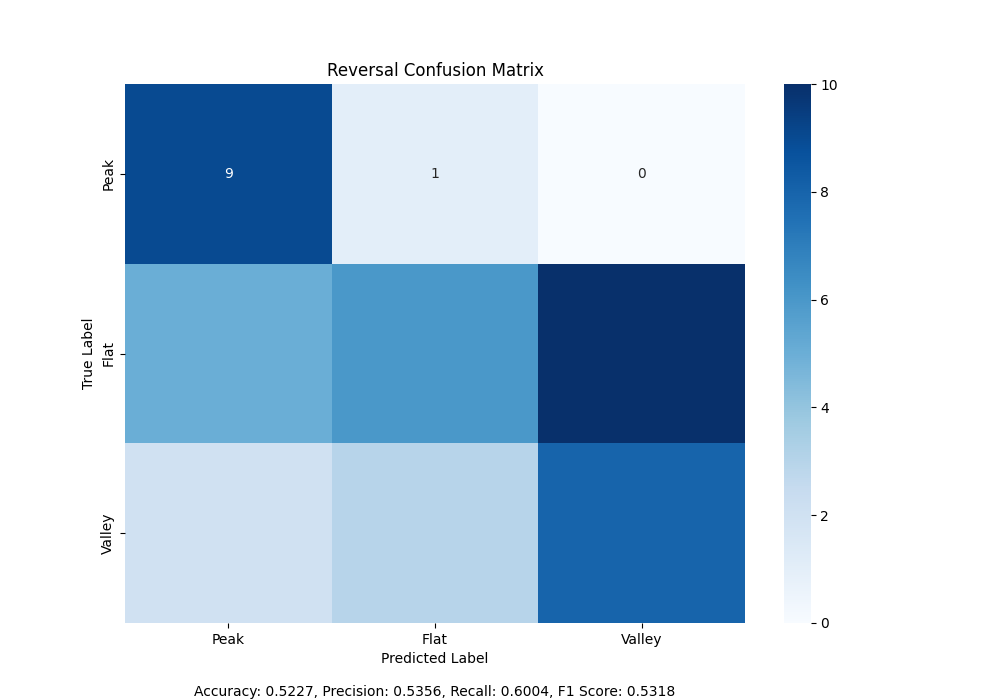 Reversal Confusion Matrix
10
Peak
9
1
0
8
True Label
Flat
6
4
Valley
2
0
Peak
Flat
Valley
Predicted Label
Accuracy: 0.5227, Precision: 0.5356, Recall: 0.6004, F1 Score: 0.5318